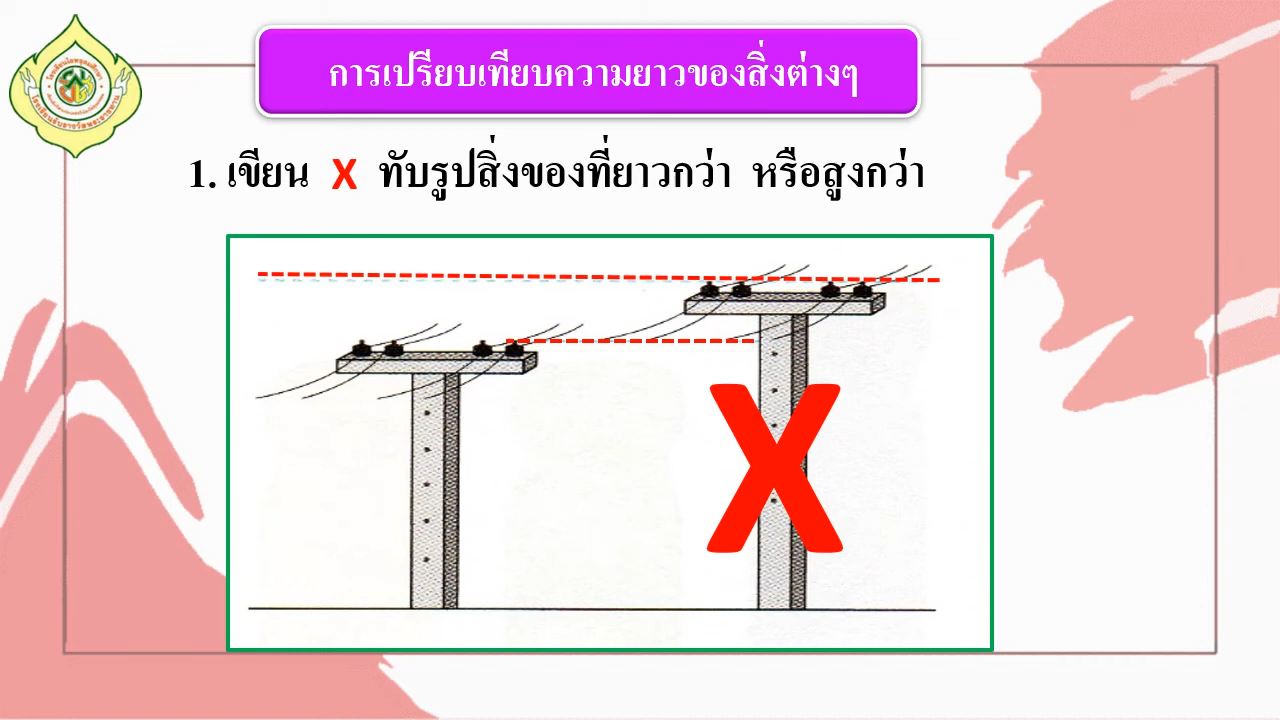 การเปรียบเทียบความยาวของสิ่งต่างๆ
1. เขียน X ทับรูปสิ่งของที่ยาวกว่า หรือสูงกว่า
X